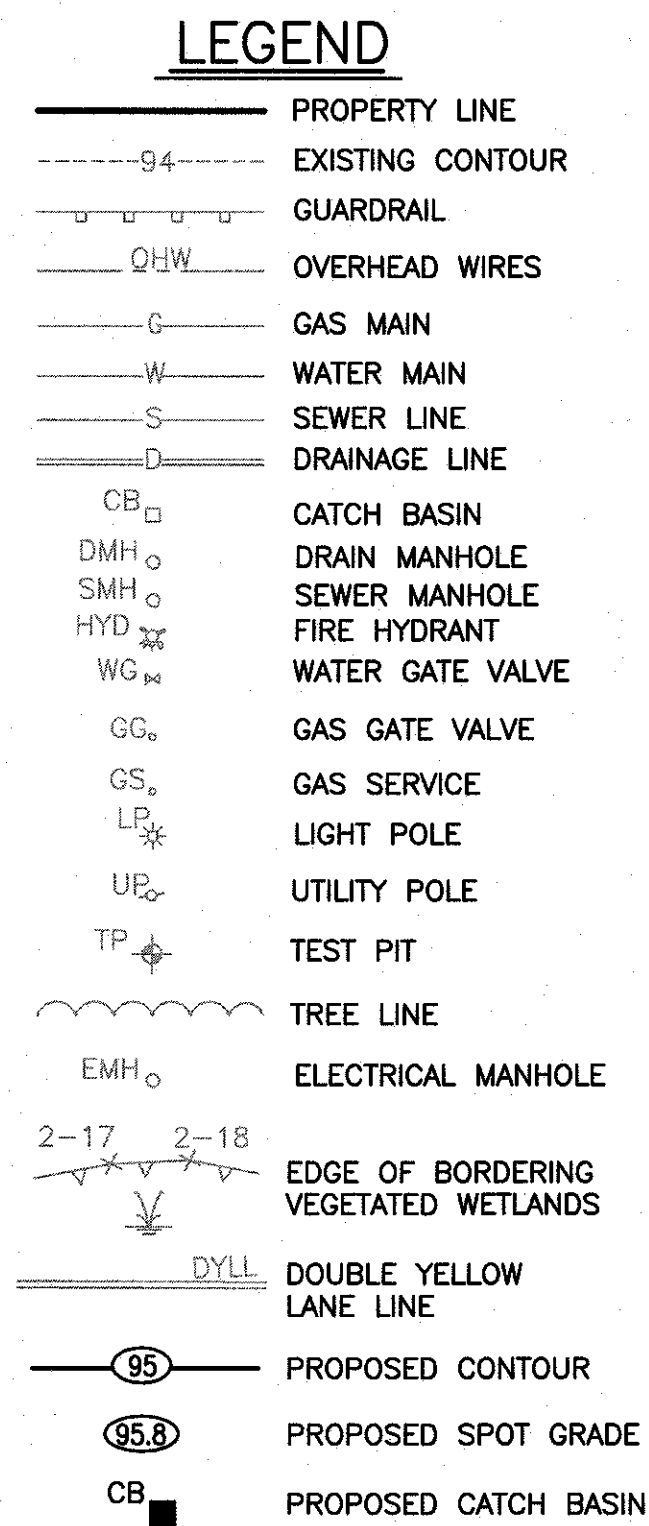 LEGEND
PROPERTY LINE
94 EXISTING CONTOUR
GUARDRAIL
OHW OVERHEAD WIRES
G GAS MAIN
W WATER MAIN
S SEWER LINE
D DRAINAGE LINE
CB CATCH BASIN
DMH DRAIN MANHOLE
SMH SEWER MANHOLE
HYD FIRE HYDRANT
WG WATER GATE VALVE
GG GAS GATE VALVE
GS GAS SERVICE
LP LIGHT POLE
UP UTILITY POLE
TP TEST PIT
TREE LINE
EMH ELECTRICAL MANHOLE
2-17 2-18
EDGE OF BORDERING
VEGETATED WETLANDS
DYLL DOUBLE YELLOW
LANE LINE
95 PROPOSED CONTOUR
95.8 PROPOSED SPOT GRADE
CB PROPOSED CATCH BASIN